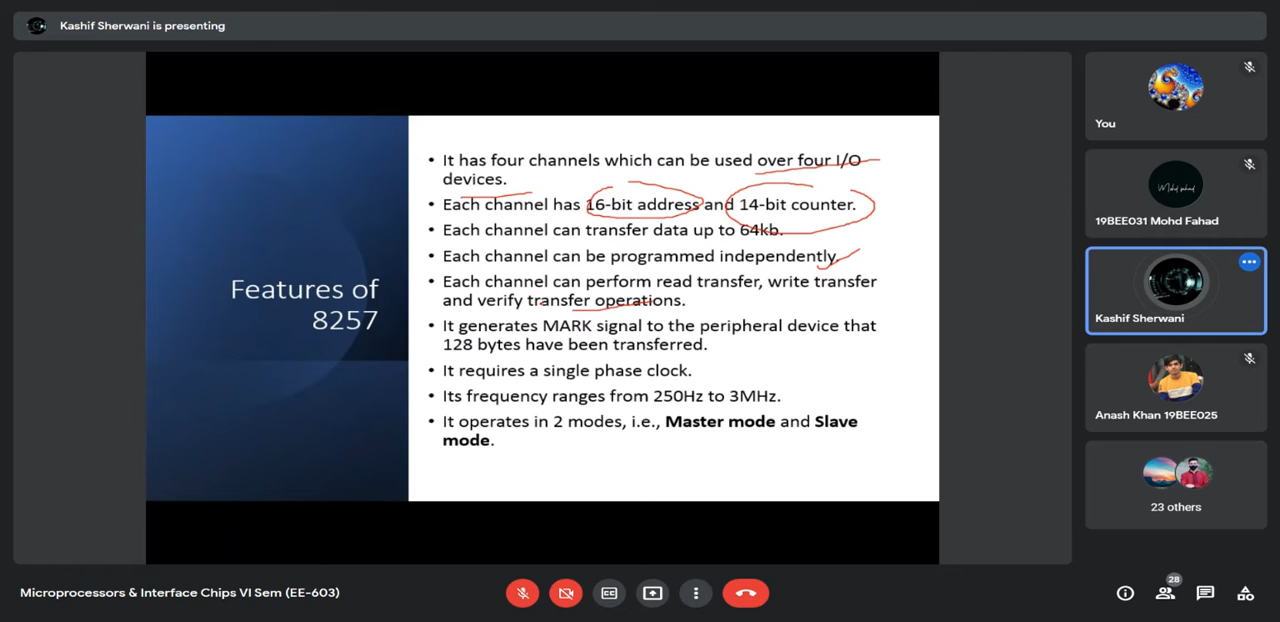 Kashif Sherwani is presenting
Features of
8257
• It has four channels which can be used over four I/O
devices.
• Each channel has 16-bit address and 14-bit counter.
• Each channel can transfer data up to 64kb.
• Each channel can be programmed independently.
• Each channel can perform read transfer, write transfer
and verify transfer operations.
• It generates MARK signal to the peripheral device that
128 bytes have been transferred.
• It requires a single phase clock.
• Its frequency ranges from 250Hz to 3MHz.
• It operates in 2 modes, i.e., Master mode and Slave
mode.
You
Mohd Fahad
19BEE031 Mohd Fahad
Kashif Sherwani
Anash Khan 19BEE025
23 others
Microprocessors & Interface Chips VI Sem (EE-603)
CC
28